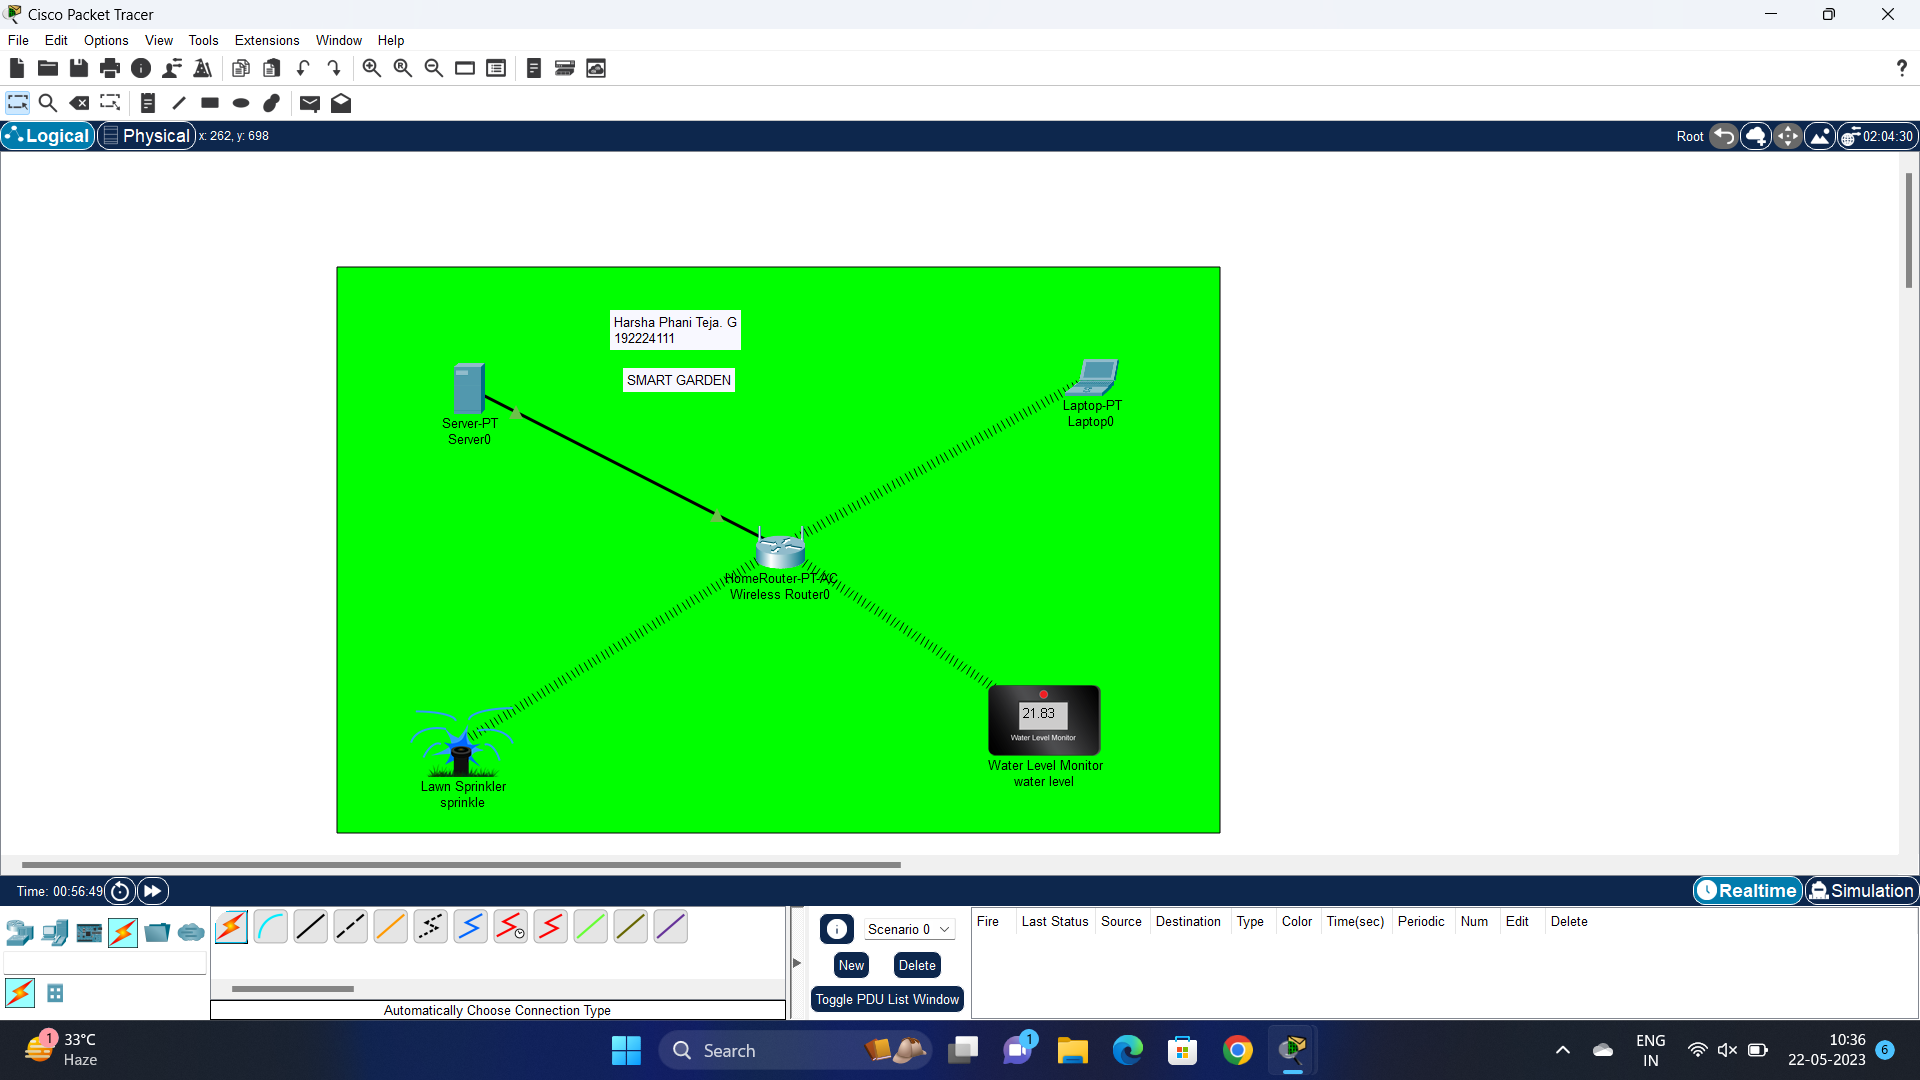 Cisco Packet Tracer
File Edit Options View Tools Extensions Window Help
?
Logical Physical x: 262, y: 698 Root 02:04:30
Harsha Phani Teja. G
192224111
SMART GARDEN
Server-PT
Server0
Laptop-PT
Laptop0
HomeRouter-PT-AC
Wireless Router0
21.83
Water Level Monitor
Water Level Monitor
water level
Lawn Sprinkler
sprinkle
Time: 00:56:49 Realtime Simulation
Scenario 0
New Delete
Toggle PDU List Window
Fire Last Status Source Destination Type Color Time(sec) Periodic Num Edit Delete
Automatically Choose Connection Type
1
33°C
Haze
Search
1
ENG
IN
10:36
22-05-2023
6